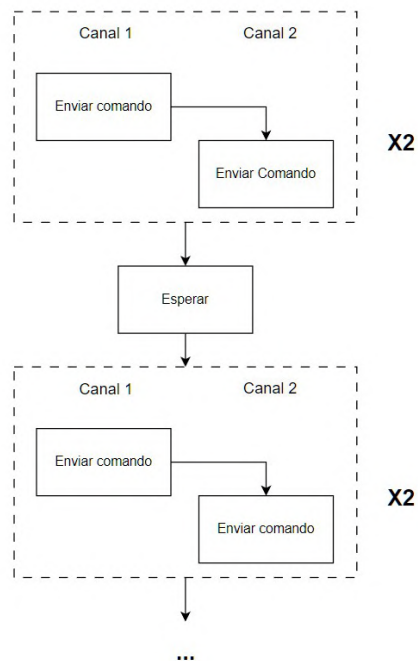 Canal 1 Canal 2
Enviar comando
X2
Enviar Comando
Esperar
Canal 1 Canal 2
Enviar comando
X2
Enviar comando
...